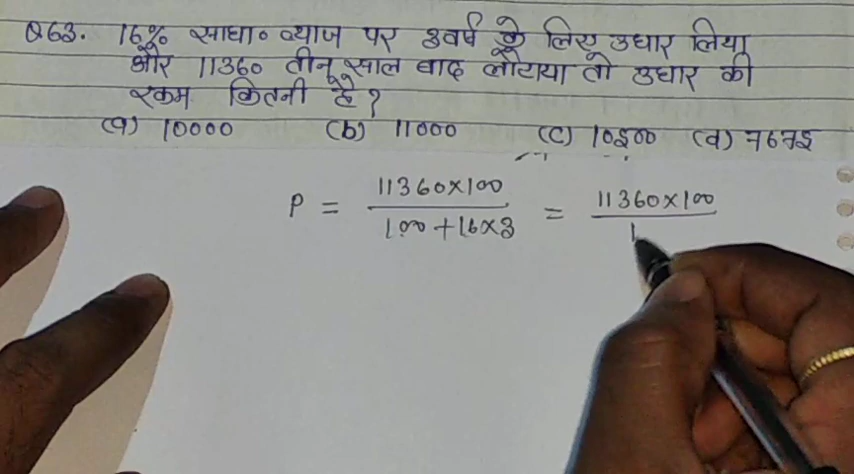 Q63. 16% साधा० ब्याज पर 3वर्ष के लिए उधार लिया
और 11360 तीन साल बाद लौटाया तो उधार की
रकम कितनी है?
(a) 10000 (b) 11000 (c) 10500 (d) 7675
P = 11360×100 / 100+16×3 = 11360×100 / 1